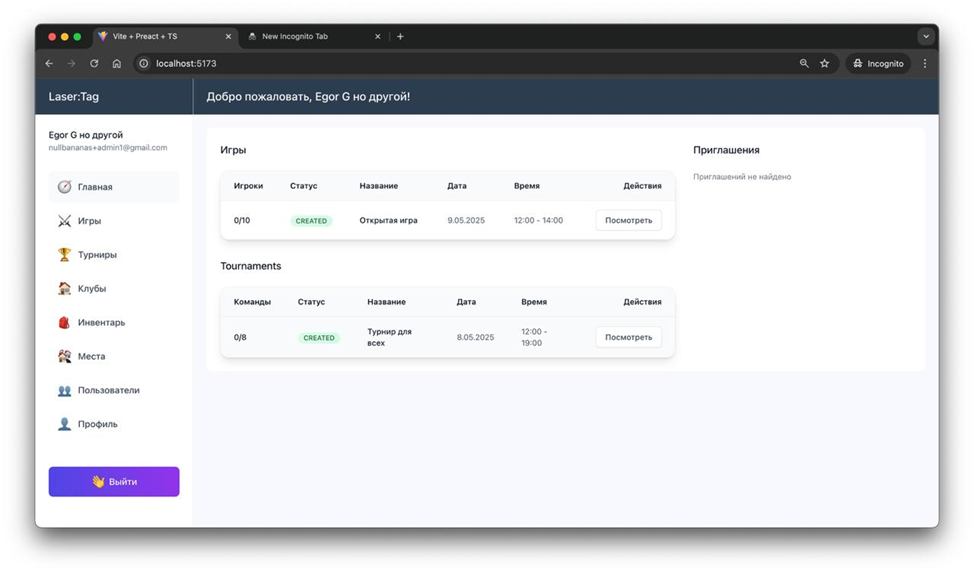 Vite + Preact + TS
New Incognito Tab
localhost:5173
Incognito
Laser:Tag
Добро пожаловать, Egor G но другой!
Egor G но другой
nullbananas+admin1@gmail.com
Главная
Игры
Турниры
Клубы
Инвентарь
Места
Пользователи
Профиль
Выйти
Игры
Игроки Статус Название Дата Время Действия
0/10 CREATED Открытая игра 9.05.2025 12:00 - 14:00 Посмотреть
Tournaments
Команды Статус Название Дата Время Действия
0/8 CREATED Турнир для всех 8.05.2025 12:00 - 19:00 Посмотреть
Приглашения
Приглашений не найдено